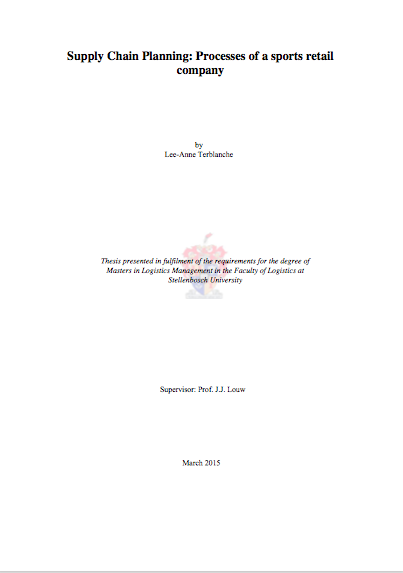 Supply Chain Planning: Processes of a sports retail
company
by
Lee-Anne Terblanche
Thesis presented in fulfilment of the requirements for the degree of
Masters in Logistics Management in the Faculty of Logistics at
Stellenbosch University
Supervisor: Prof. J.J. Louw
March 2015